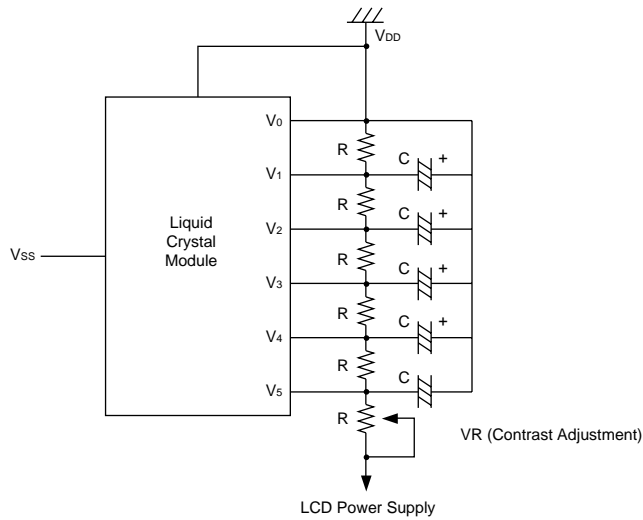 VDD
V0
R
C +
V1
R
C +
V2
Liquid
Crystal
Module
VSS
R
C +
V3
R
C +
V4
R
C
V5
R
VR (Contrast Adjustment)
LCD Power Supply